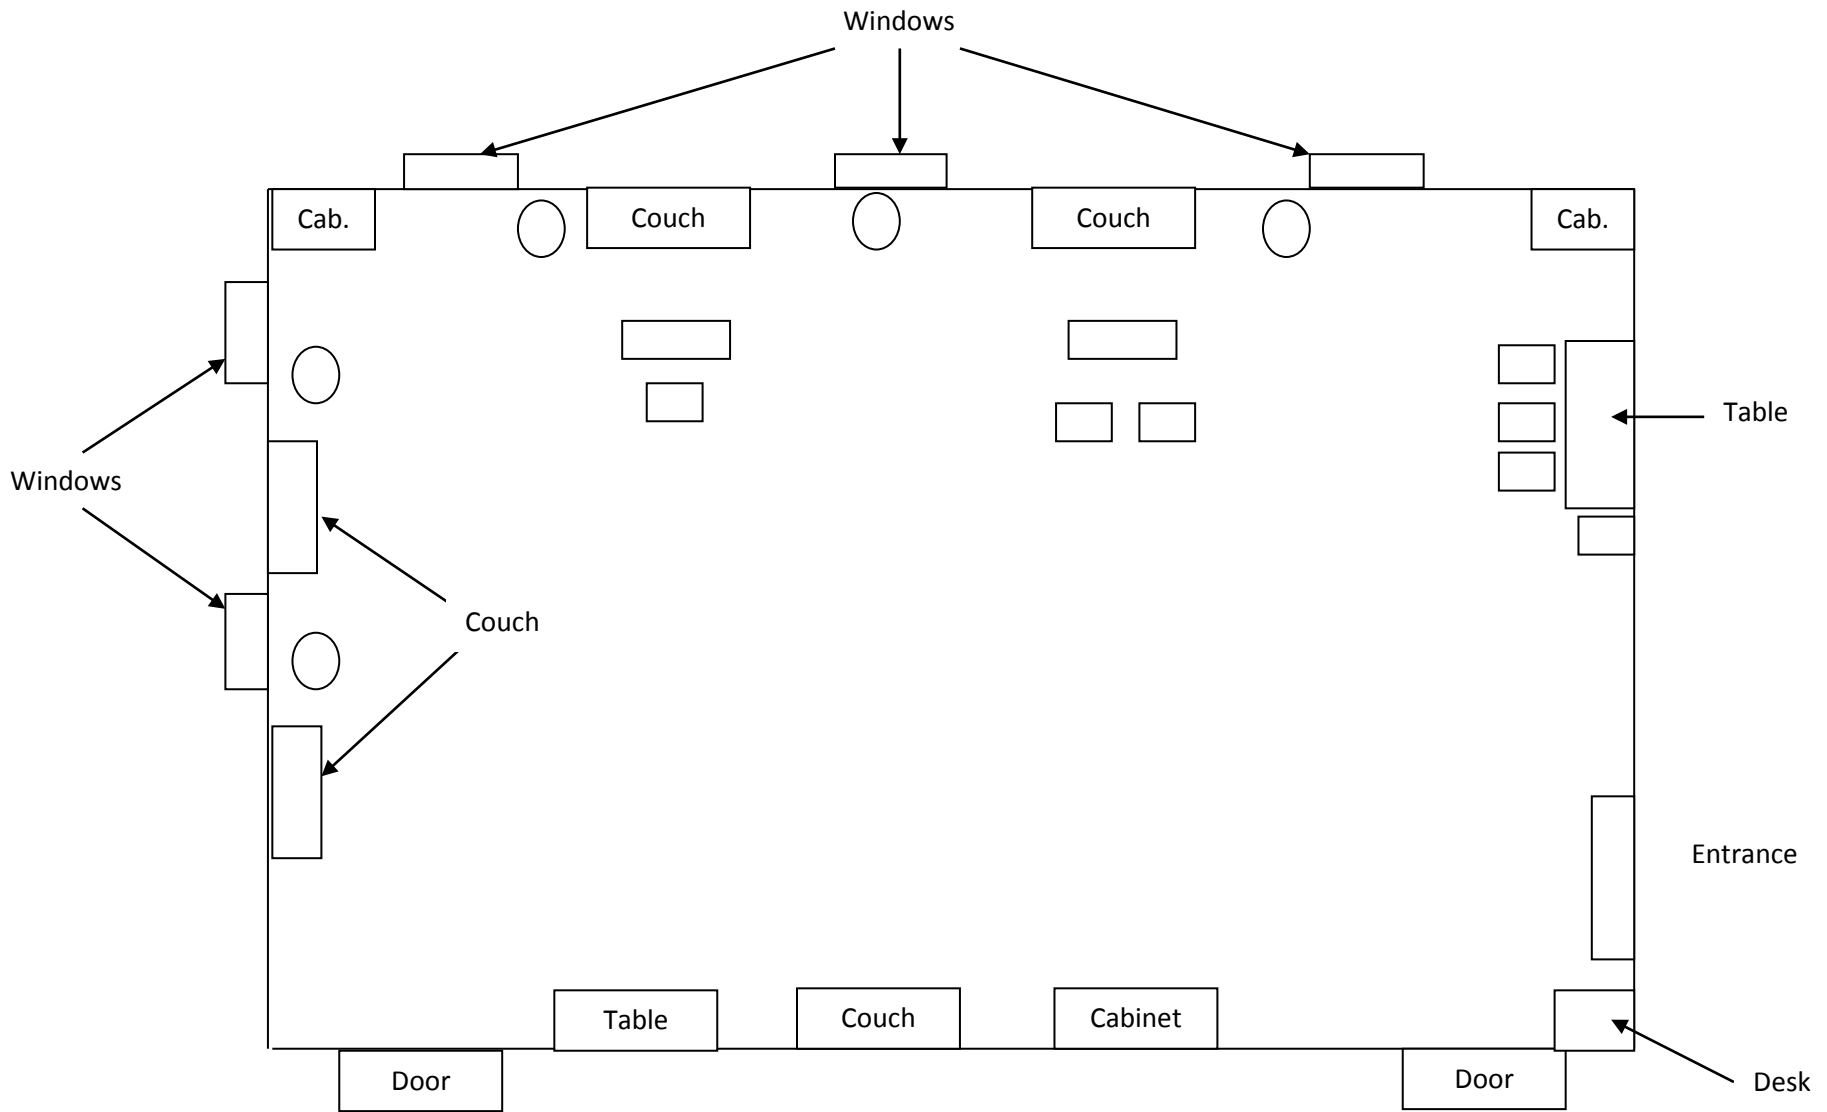 Windows
Cab.
Couch
Couch
Cab.
Table
Windows
Couch
Entrance
Table
Couch
Cabinet
Door
Door
Desk